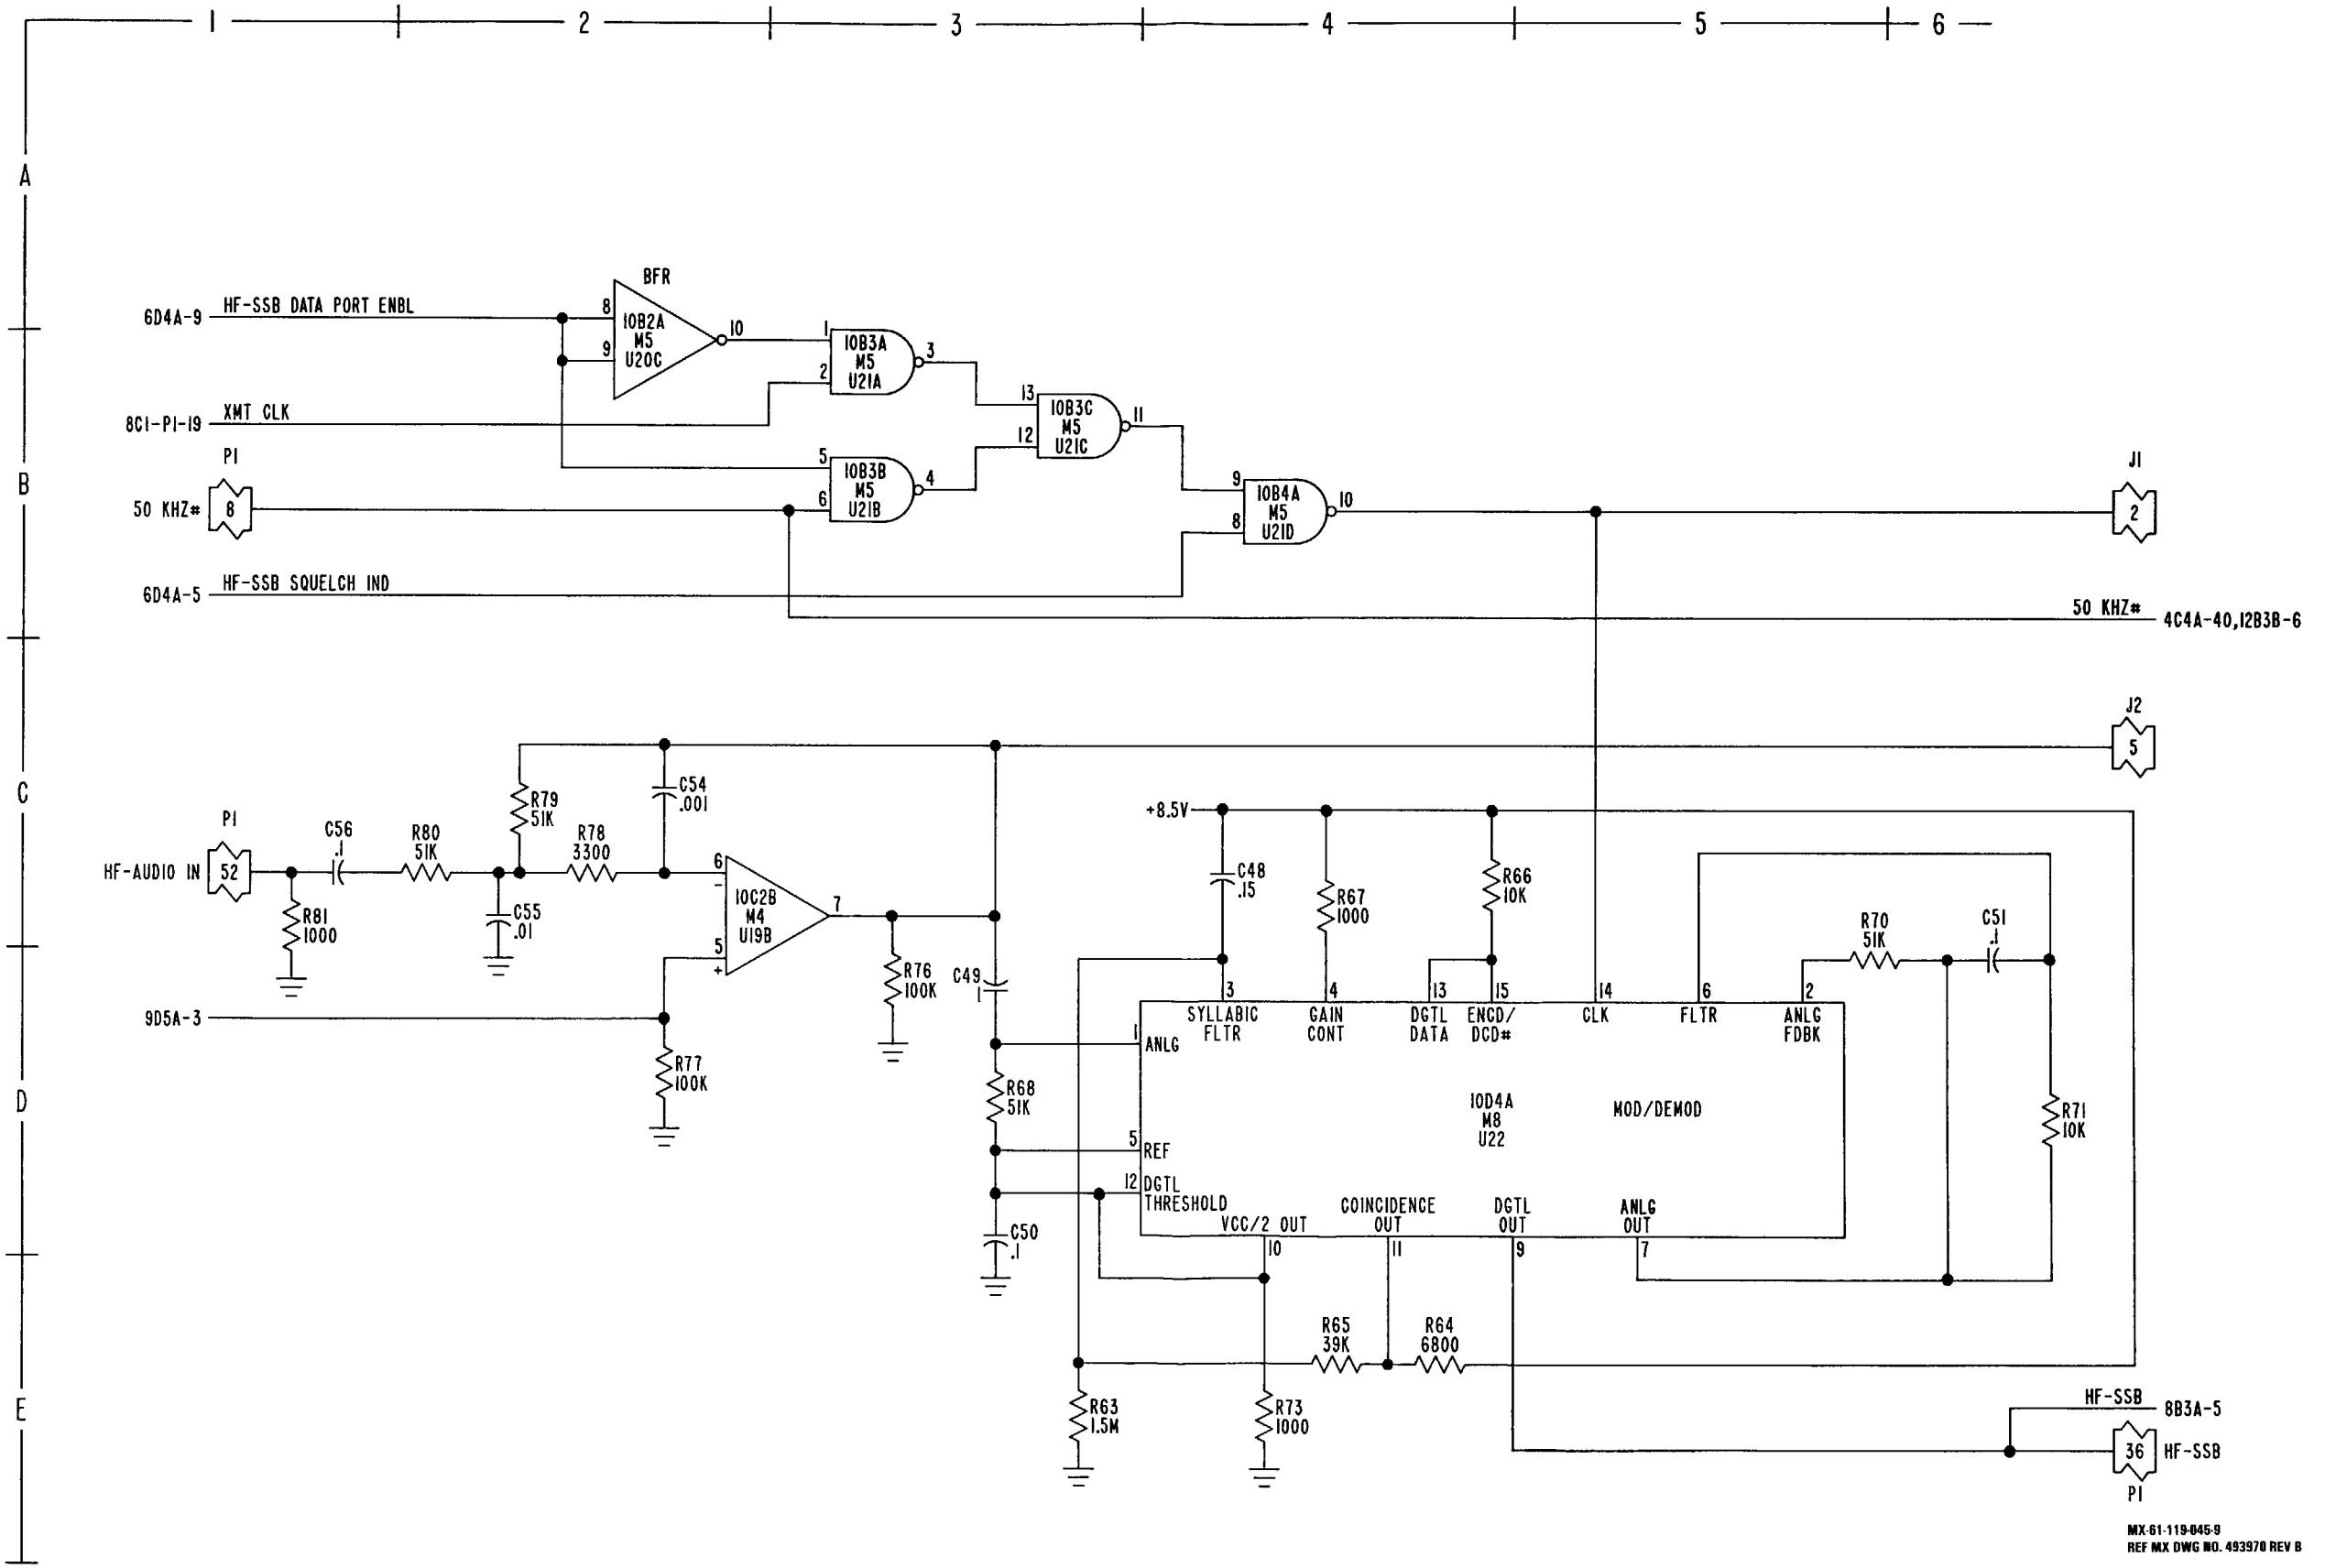 1 2 3 4 5 6
A
BFR
6D4A-9 HF-SSB DATA PORT ENBL
8
9
10B2A
M5
U20C
10
1
2
10B3A
M5
U21A
3
8C1-P1-19 XMT CLK
13
12
10B3C
M5
U21C
11
B
P1
50 KHZ* 8
5
6
10B3B
M5
U21B
4
9
8
10B4A
M5
U21D
10
J1
2
6D4A-5 HF-SSB SQUELCH IND
50 KHZ* 4C4A-40,12B3B-6
J2
5
C
R79
51K
C54
.001
+8.5V
P1
HF-AUDIO IN 52
C56
.1
R80
51K
R78
3300
R81
1000
C55
.01
6
-
5
+
10C2B
M4
U19B
7
C48
.15
R67
1000
R66
10K
R70
51K
C51
.1
R76
100K
C49
1
9D5A-3
R77
100K
3
SYLLABIC
FLTR
4
GAIN
CONT
13
DGTL
DATA
15
ENCD/
DCD*
14
CLK
6
FLTR
2
ANLG
FDBK
1 ANLG
D
R68
51K
10D4A
M8
U22
MOD/DEMOD
R71
10K
5 REF
12 DGTL
THRESHOLD
VCC/2 OUT
10
COINCIDENCE
OUT
11
DGTL
OUT
9
ANLG
OUT
7
C50
.1
R65
39K
R64
6800
E
R63
1.5M
R73
1000
HF-SSB 8B3A-5
36 HF-SSB
P1
MX-61-119-045-9
REF MX DWG NO. 493970 REV B